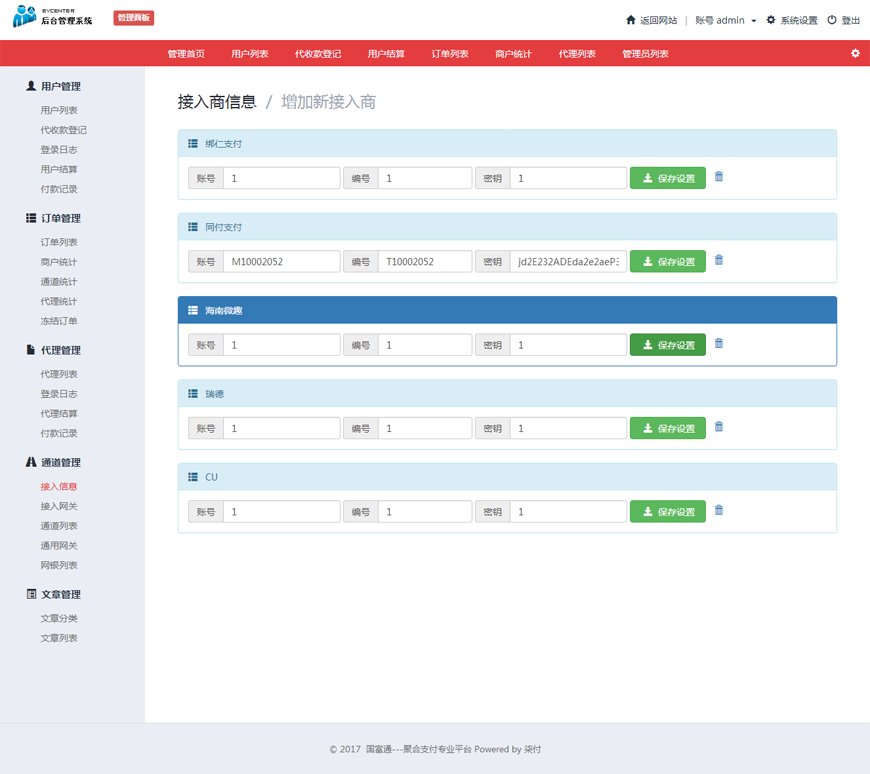 EVCENTER
后台管理系统
管理面板
返回网站 | 账号 admin 系统设置 登出
管理首页 用户列表 代收款登记 用户结算 订单列表 商户统计 代理列表 管理员列表
用户管理
用户列表
代收款登记
登录日志
用户结算
付款记录
订单管理
订单列表
商户统计
通道统计
代理统计
冻结订单
代理管理
代理列表
登录日志
代理结算
付款记录
通道管理
接入信息
接入网关
通道列表
通用网关
网银列表
文章管理
文章分类
文章列表
接入商信息 / 增加新接入商
绑仁支付
账号 1 编号 1 密钥 1 保存设置
同付支付
账号 M10002052 编号 T10002052 密钥 jd2E232ADEda2e2aeP 保存设置
海南微趣
账号 1 编号 1 密钥 1 保存设置
瑞德
账号 1 编号 1 密钥 1 保存设置
CU
账号 1 编号 1 密钥 1 保存设置
© 2017 国富通---聚合支付专业平台 Powered by 柒付